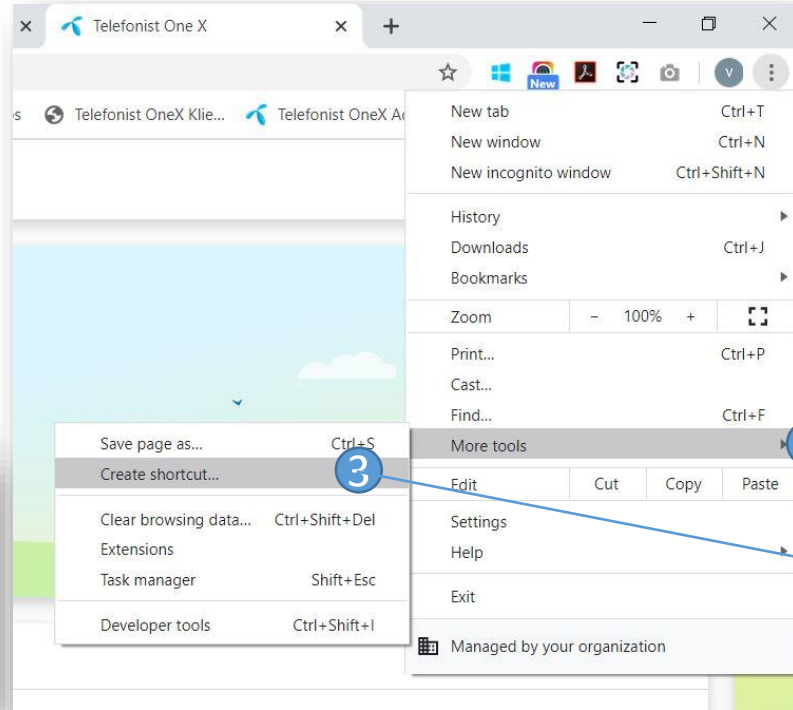 Telefonist One X
New
V
s Telefonist OneX Klie... Telefonist OneX Ac
New tab Ctrl+T
New window Ctrl+N
New incognito window Ctrl+Shift+N
History
Downloads Ctrl+J
Bookmarks
Zoom - 100% +
Print... Ctrl+P
Cast...
Find... Ctrl+F
More tools
Edit Cut Copy Paste
Settings
Help
Exit
Managed by your organization
Save page as... Ctrl+S
Create shortcut...
3
Clear browsing data... Ctrl+Shift+Del
Extensions
Task manager Shift+Esc
Developer tools Ctrl+Shift+I